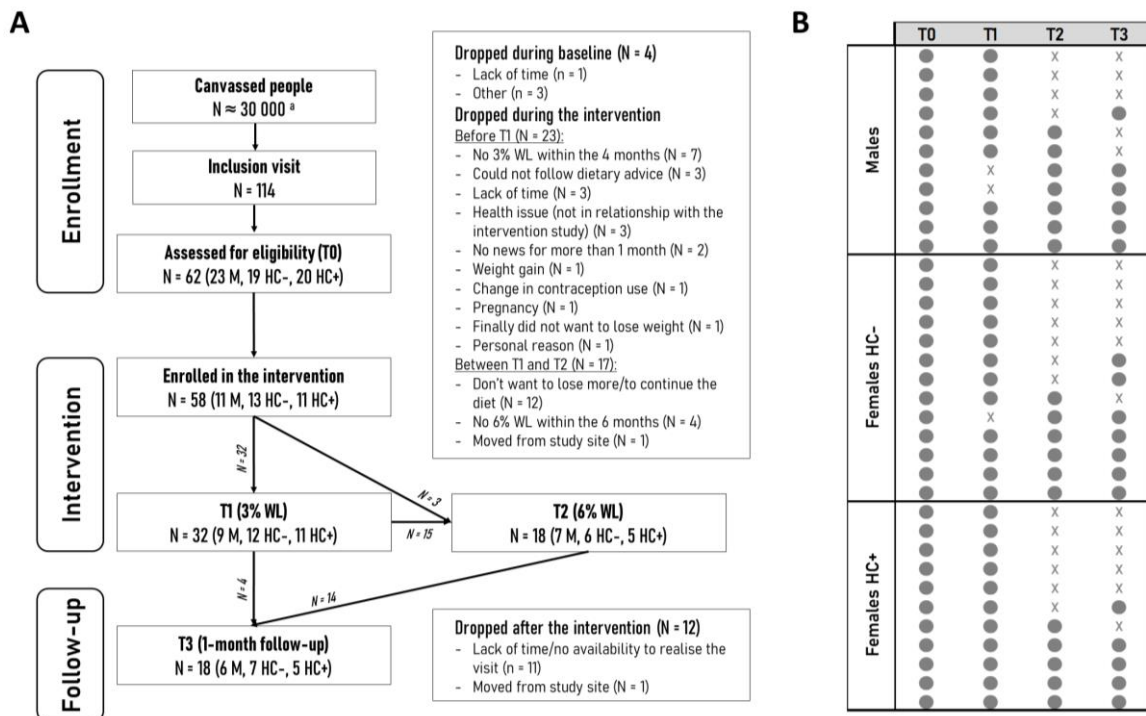 A
Enrollment
Canvassed people
N ≈ 30 000 ª
Inclusion visit
N = 114
Assessed for eligibility (T0)
N = 62 (23 M, 19 HC-, 20 HC+)
Intervention
Enrolled in the intervention
N = 58 (11 M, 13 HC-, 11 HC+)
N = 32
N = 3
T1 (3% WL)
N = 32 (9 M, 12 HC-, 11 HC+)
N = 15
T2 (6% WL)
N = 18 (7 M, 6 HC-, 5 HC+)
Follow-up
N = 4
N = 14
T3 (1-month follow-up)
N = 18 (6 M, 7 HC-, 5 HC+)
Dropped during baseline (N = 4)
- Lack of time (n = 1)
- Other (n = 3)
Dropped during the intervention
Before T1 (N = 23):
- No 3% WL within the 4 months (N = 7)
- Could not follow dietary advice (N = 3)
- Lack of time (N = 3)
- Health issue (not in relationship with the
intervention study) (N = 3)
- No news for more than 1 month (N = 2)
- Weight gain (N = 1)
- Change in contraception use (N = 1)
- Pregnancy (N = 1)
- Finally did not want to lose weight (N = 1)
- Personal reason (N = 1)
Between T1 and T2 (N = 17):
- Don't want to lose more/to continue the
diet (N = 12)
- No 6% WL within the 6 months (N = 4)
- Moved from study site (N = 1)
Dropped after the intervention (N = 12)
- Lack of time/no availability to realise the
visit (n = 11)
- Moved from study site (N = 1)
B
T0 T1 T2 T3
Males
Females HC-
Females HC+